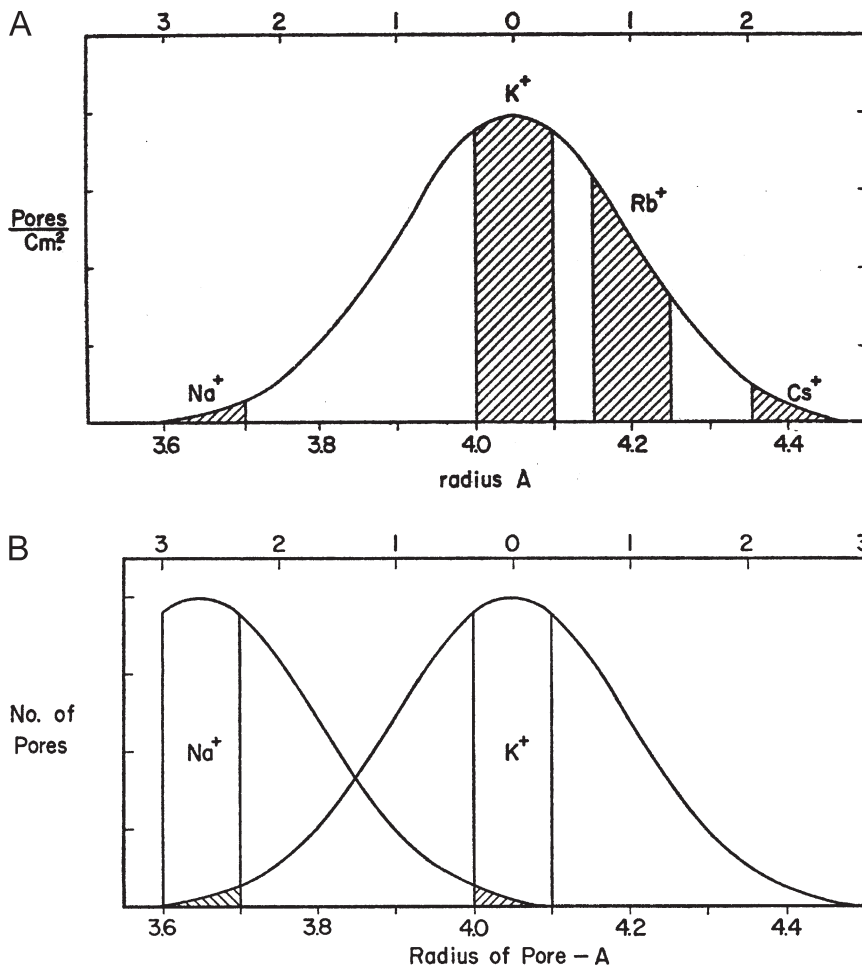 A
3 2 1 0 1 2
K+
Rb+
Na+
Cs+
Pores
Cm.2
3.6 3.8 4.0 4.2 4.4
radius A
B
3 2 1 0 1 2 3
No. of
Pores
Na+
K+
3.6 3.8 4.0 4.2 4.4
Radius of Pore – A